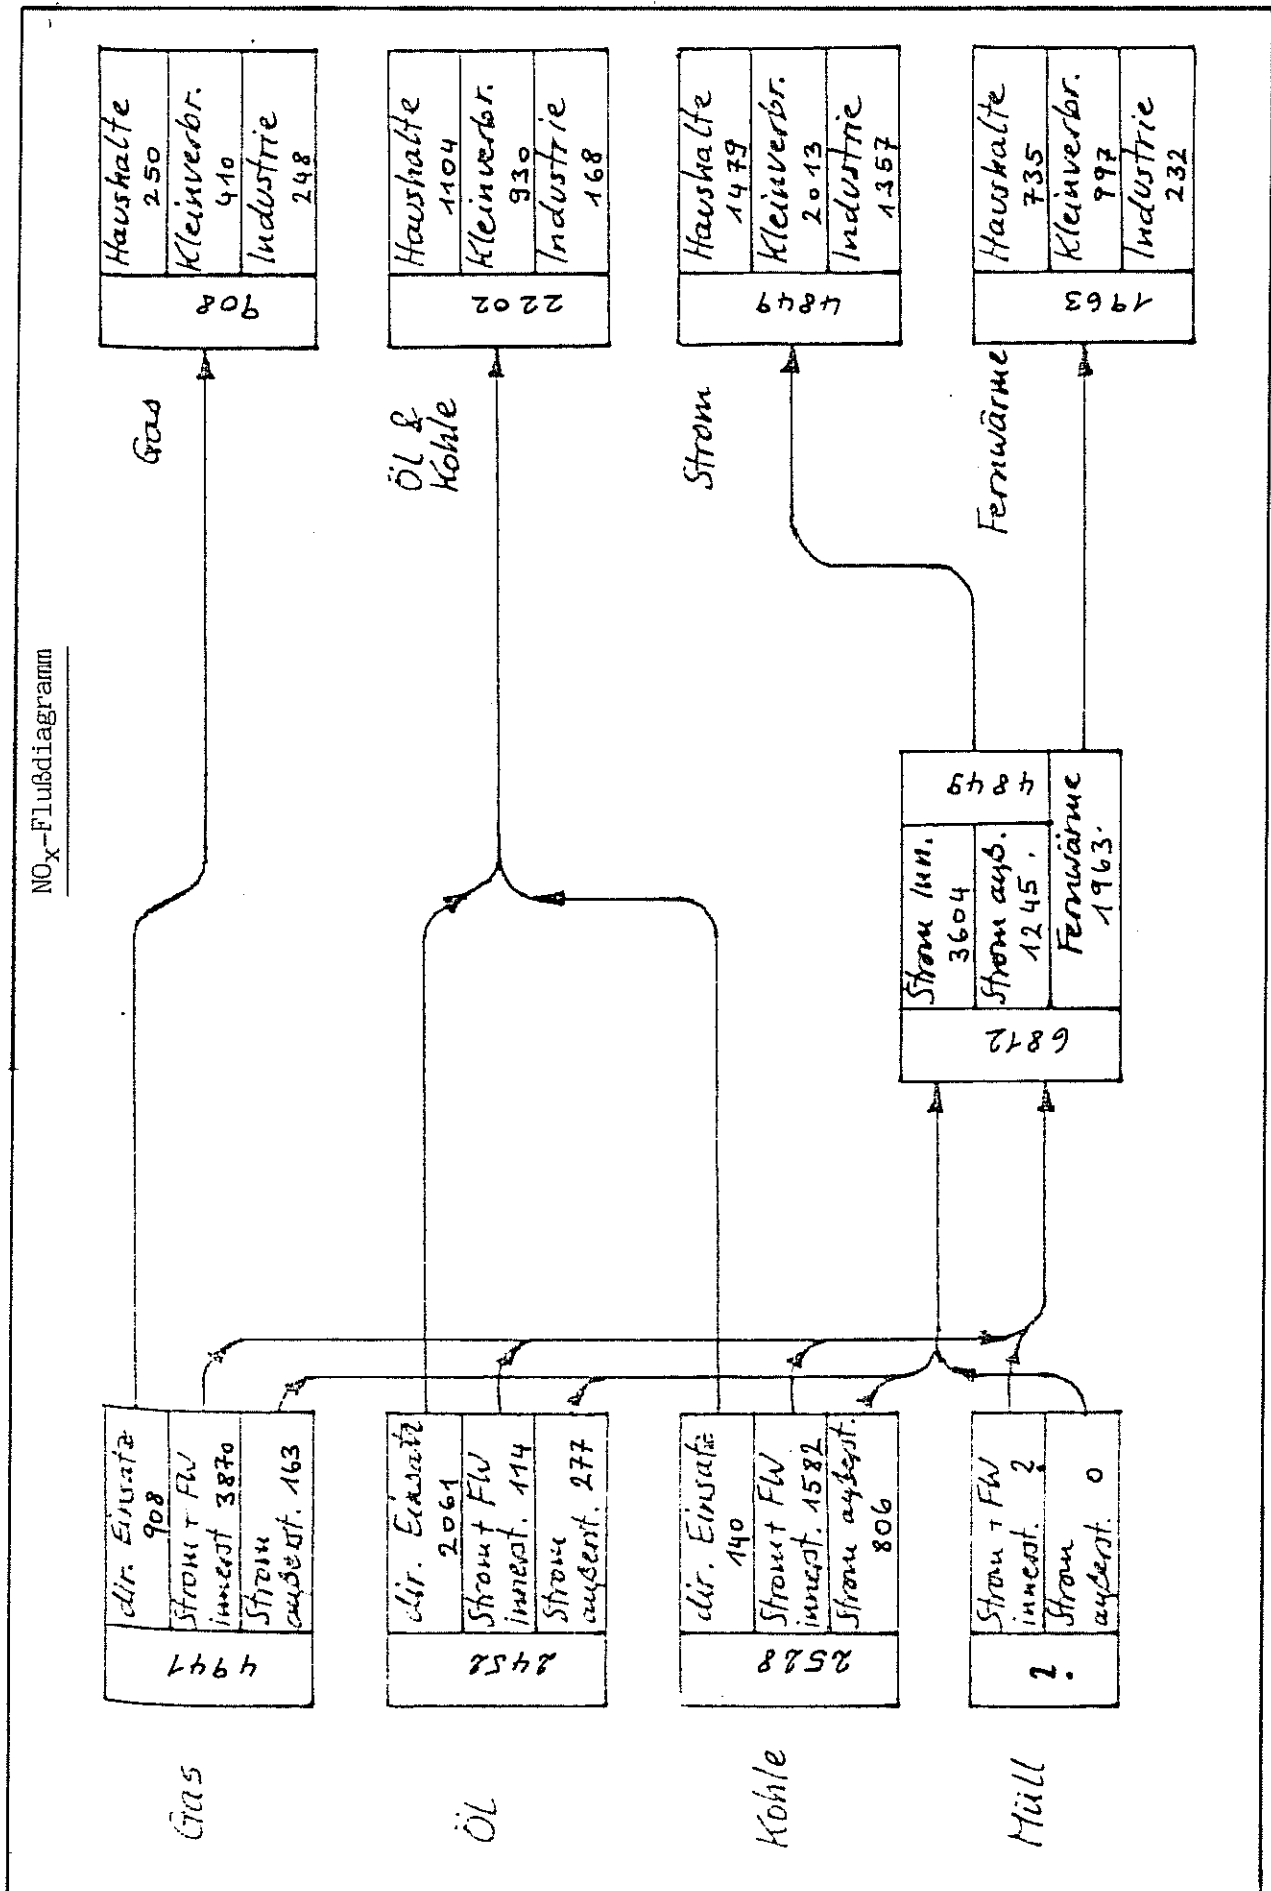 NOx-Flußdiagramm
Gas
4941
dir. Einsatz
908
Strom + FW
innerst. 3870
Strom
außerst. 163
Öl
2452
dir. Einsatz
2061
Strom + FW
innerst. 114
Strom
außerst. 277
Kohle
2528
dir. Einsatz
140
Strom + FW
innerst. 1582
Strom außerst.
806
Müll
2.
Strom + FW
innerst. 2
Strom
außerst. 0
6812
Strom inn.
3604
Strom auß.
1245.
4849
Fernwärme
1963.
Gas
908
Haushalte
250
Kleinverbr.
410
Industrie
248
Öl &
Kohle
2202
Haushalte
1104
Kleinverbr.
930
Industrie
168
Strom
4849
Haushalte
1479
Kleinverbr.
2013
Industrie
1357
Fernwärme
1963
Haushalte
735
Kleinverbr.
997
Industrie
232